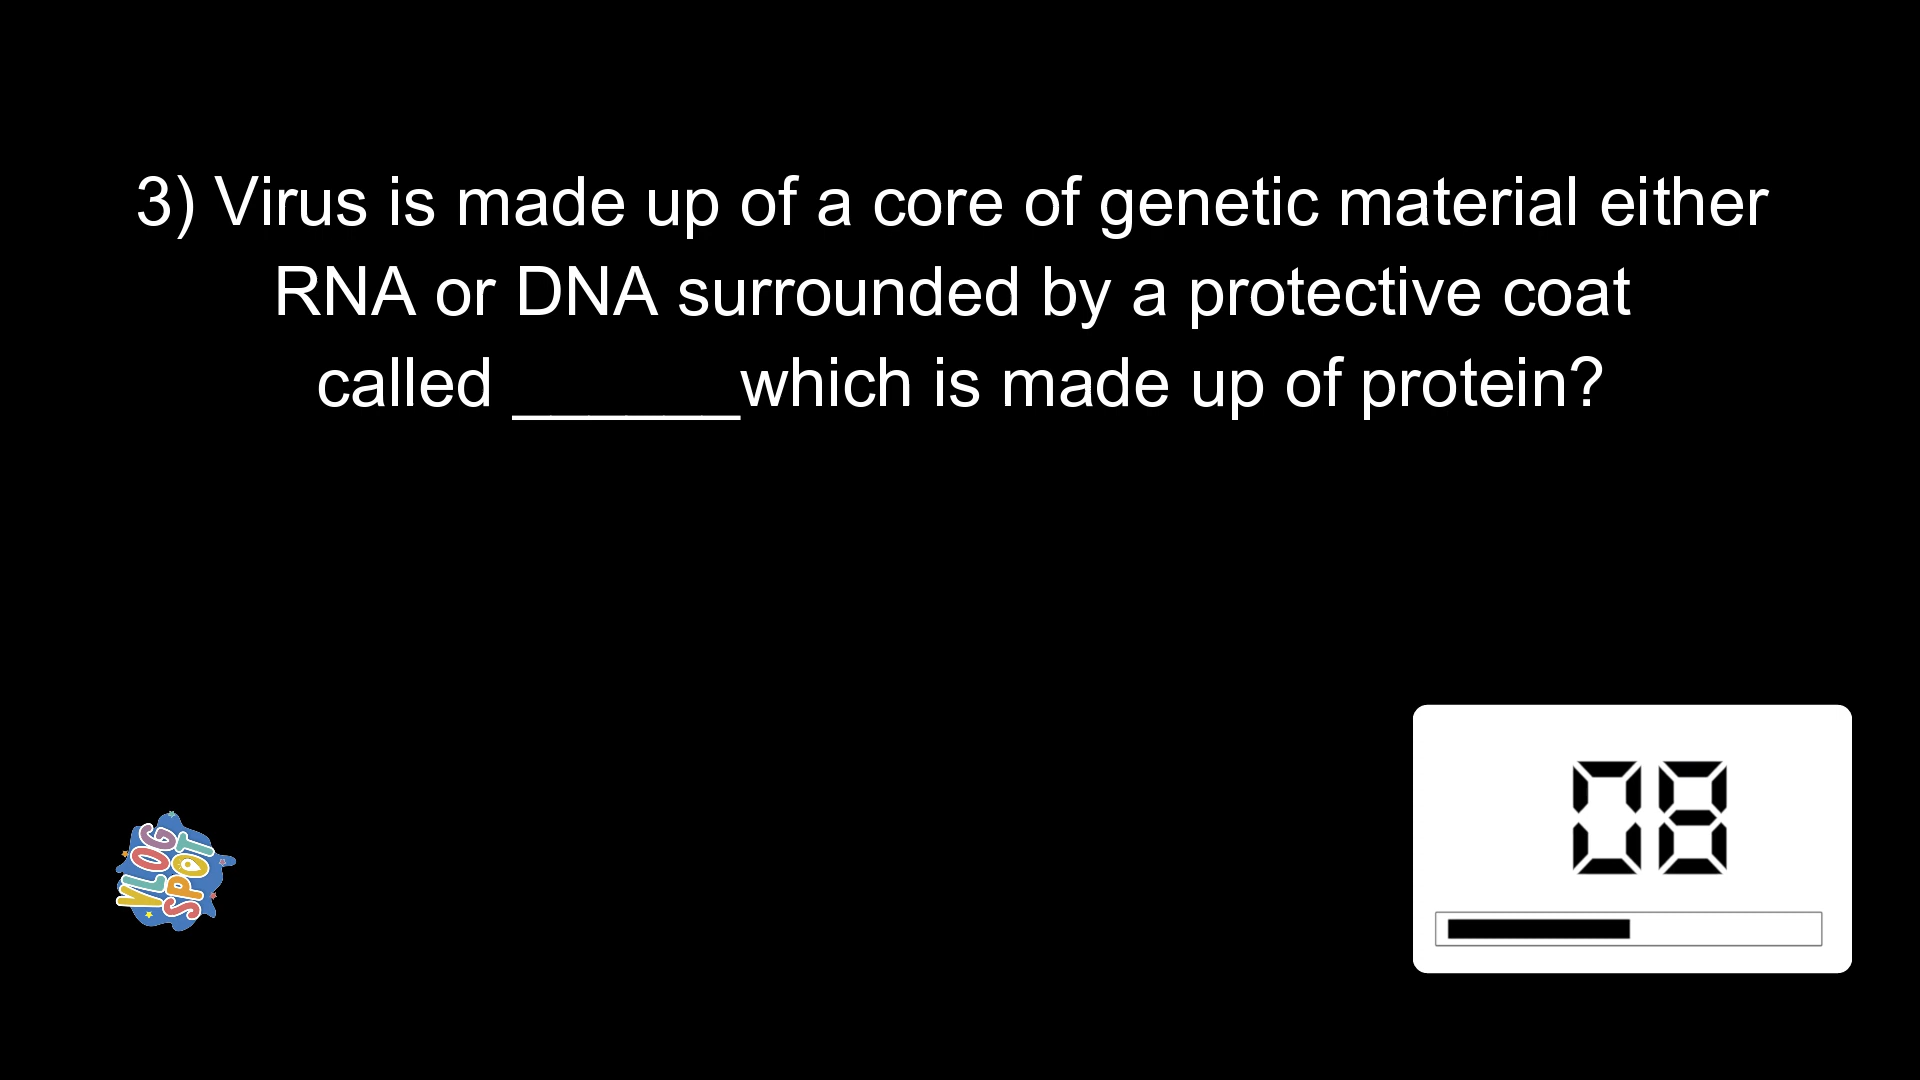 3) Virus is made up of a core of genetic material either
RNA or DNA surrounded by a protective coat
called ______which is made up of protein?
08
VLOG
SPOT